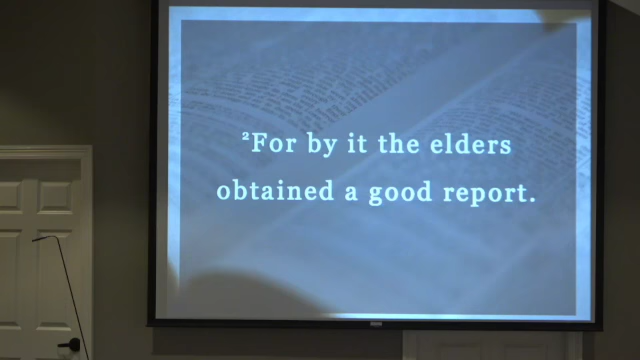 ²For by it the elders
obtained a good report.